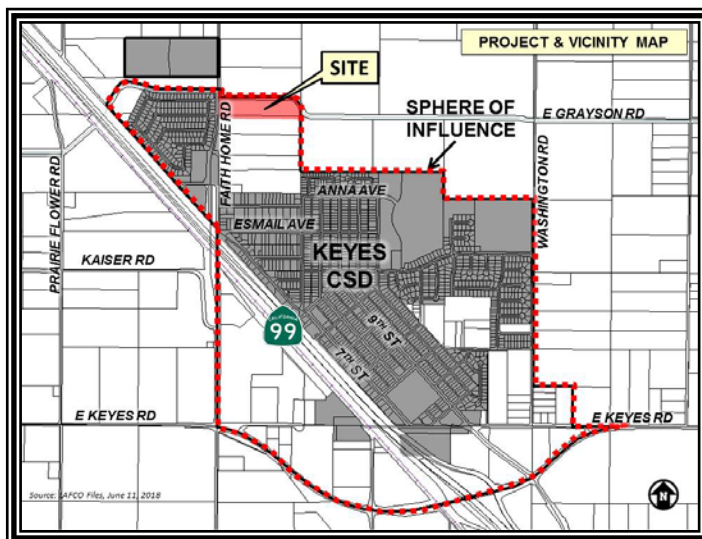 PROJECT & VICINITY MAP
SITE
SPHERE OF
INFLUENCE
E GRAYSON RD
FAITH HOME RD
WASHINGTON RD
PRAIRIE FLOWER RD
ANNA AVE
ESMAIL AVE
KEYES
CSD
KAISER RD
CALIFORNIA
99
9TH ST
7TH ST
E KEYES RD
E KEYES RD
Source: LAFCO Files, June 11, 2018
N